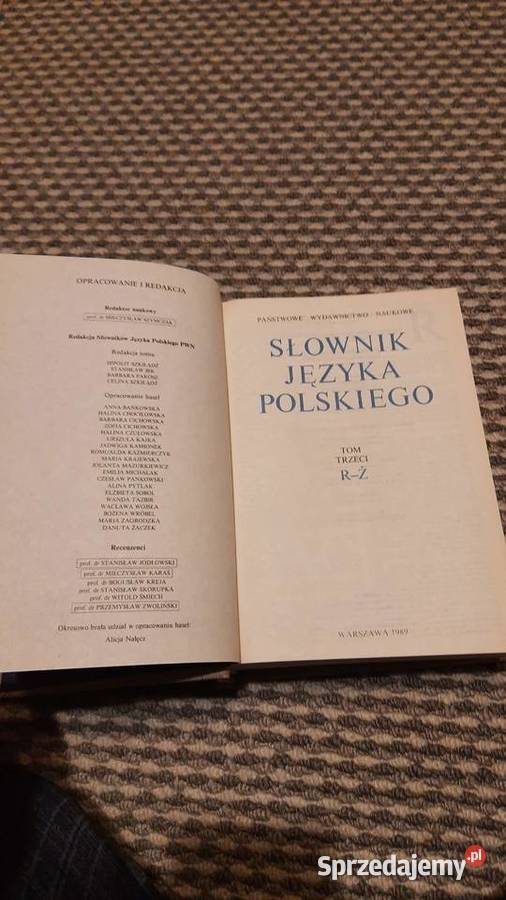 OPRACOWANIE I REDAKCJA
Redaktor naukowy
prof. dr MIECZYSŁAW SZYMCZAK
Redakcja Słowników Języka Polskiego PWN
Redakcja tomu
HIPOLIT SZKIŁĄDŹ
STANISŁAW BIK
BARBARA PAKOSZ
CELINA SZKIŁĄDŹ
Opracowanie haseł
ANNA BAŃKOWSKA
HALINA CHOCIŁOWSKA
BARBARA CICHOWSKA
ZOFIA CICHOWSKA
HALINA CZUŁOWSKA
URSZULA KAJKA
JADWIGA KAMIONEK
ROMUALDA KAZIMIERCZYK
MARIA KRAJEWSKA
JOLANTA MAZURKIEWICZ
EMILIA MICHALAK
CZESŁAW PANKOWSKI
ALINA PYTLAK
ELŻBIETA SOBOL
WANDA TAZBIR
WACŁAWA WOJSŁA
BOŻENA WRÓBEL
MARIA ZAGRODZKA
DANUTA ŻACZEK
Recenzenci
prof. dr STANISŁAW JODŁOWSKI
prof. dr MIECZYSŁAW KARAŚ
prof. dr BOGUSŁAW KREJA
prof. dr STANISŁAW SKORUPKA
prof. dr WITOLD ŚMIECH
prof. dr PRZEMYSŁAW ZWOLIŃSKI
Okresowo brała udział w opracowaniu haseł:
Alicja Nałęcz
PAŃSTWOWE WYDAWNICTWO NAUKOWE
SŁOWNIK
JĘZYKA
POLSKIEGO
TOM
TRZECI
R–Ż
WARSZAWA 1989
Sprzedajemy.pl